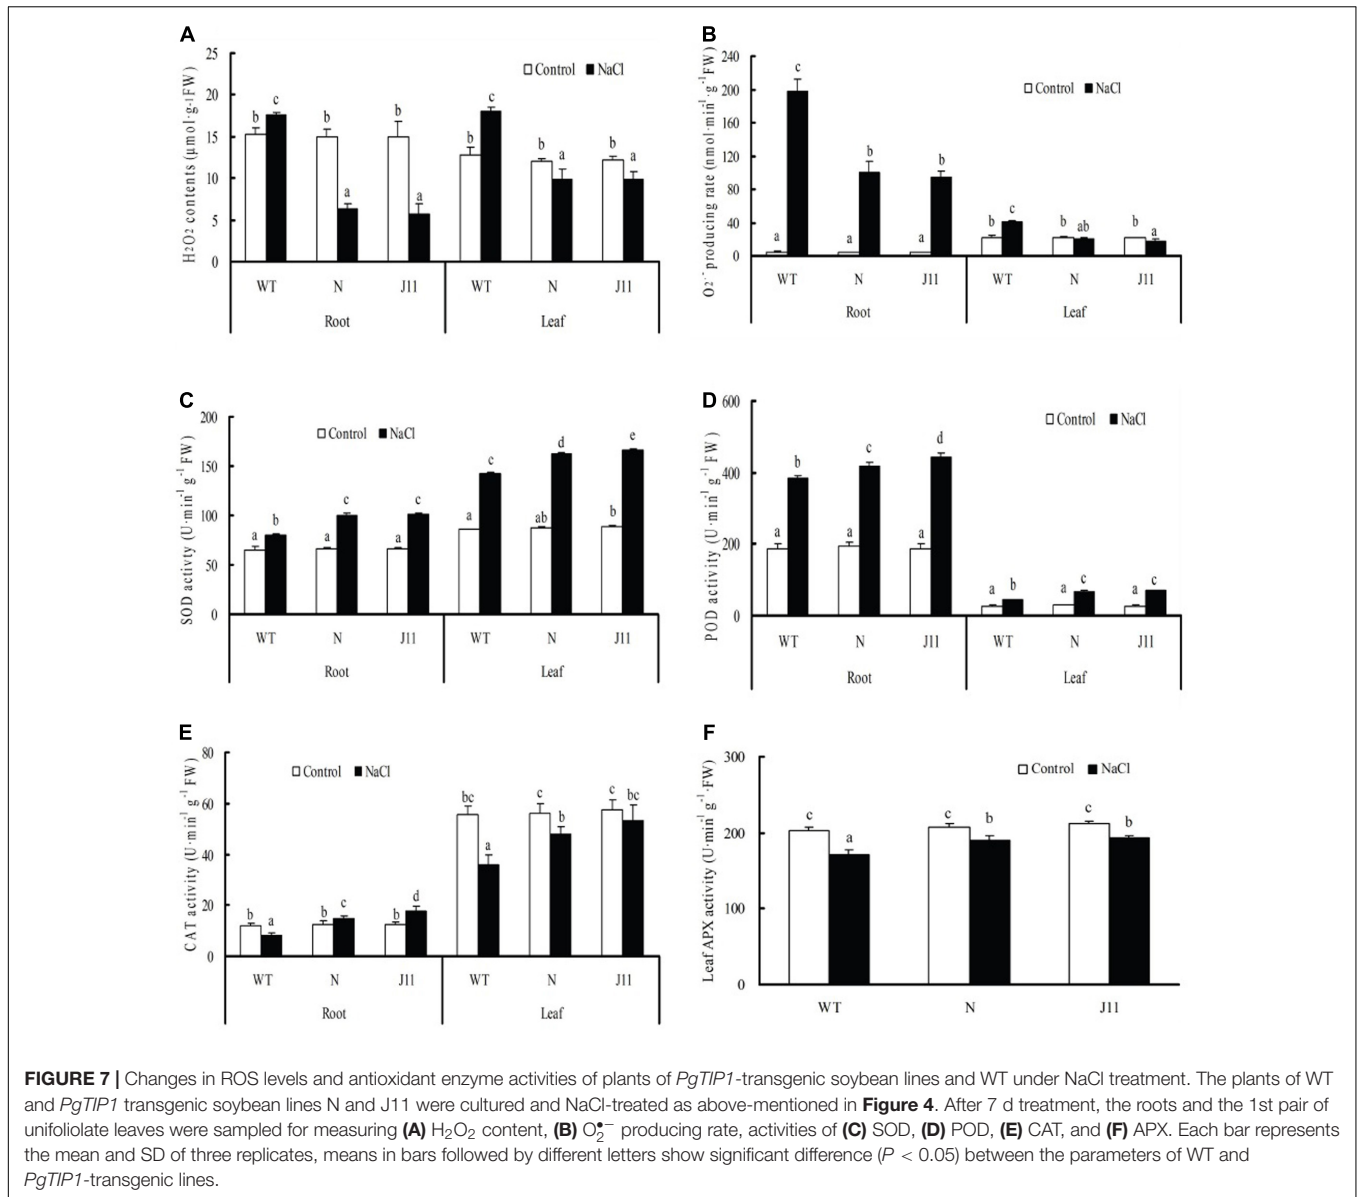 A
H2O2 contents (μmol·g-1FW)
25
20
15
10
5
0
Control NaCl
b c b a b a b c b a b a
WT N J11 WT N J11
Root Leaf
B
O2·- producing rate (nmol·min-1·g-1FW)
240
200
160
120
80
40
0
Control NaCl
a c a b a b b c b ab b a
WT N J11 WT N J11
Root Leaf
C
SOD activty (U·min-1 g-1 FW)
200
150
100
50
0
Control NaCl
a b a c a c a c ab d b e
WT N J11 WT N J11
Root Leaf
D
POD activity (U·min-1 g-1 FW)
600
400
200
0
Control NaCl
a b a c a d a b a c a c
WT N J11 WT N J11
Root Leaf
E
CAT activity (U·min-1 g-1 FW)
80
60
40
20
0
Control NaCl
b a b c b d bc a c b c bc
WT N J11 WT N J11
Root Leaf
F
Leaf APX activity (U·min-1 g-1·FW)
300
200
100
0
Control NaCl
c a c b c b
WT N J11
FIGURE 7 | Changes in ROS levels and antioxidant enzyme activities of plants of PgTIP1-transgenic soybean lines and WT under NaCl treatment. The plants of WT
and PgTIP1 transgenic soybean lines N and J11 were cultured and NaCl-treated as above-mentioned in Figure 4. After 7 d treatment, the roots and the 1st pair of
unifoliolate leaves were sampled for measuring (A) H₂O₂ content, (B) O₂•− producing rate, activities of (C) SOD, (D) POD, (E) CAT, and (F) APX. Each bar represents
the mean and SD of three replicates, means in bars followed by different letters show significant difference (P < 0.05) between the parameters of WT and
PgTIP1-transgenic lines.